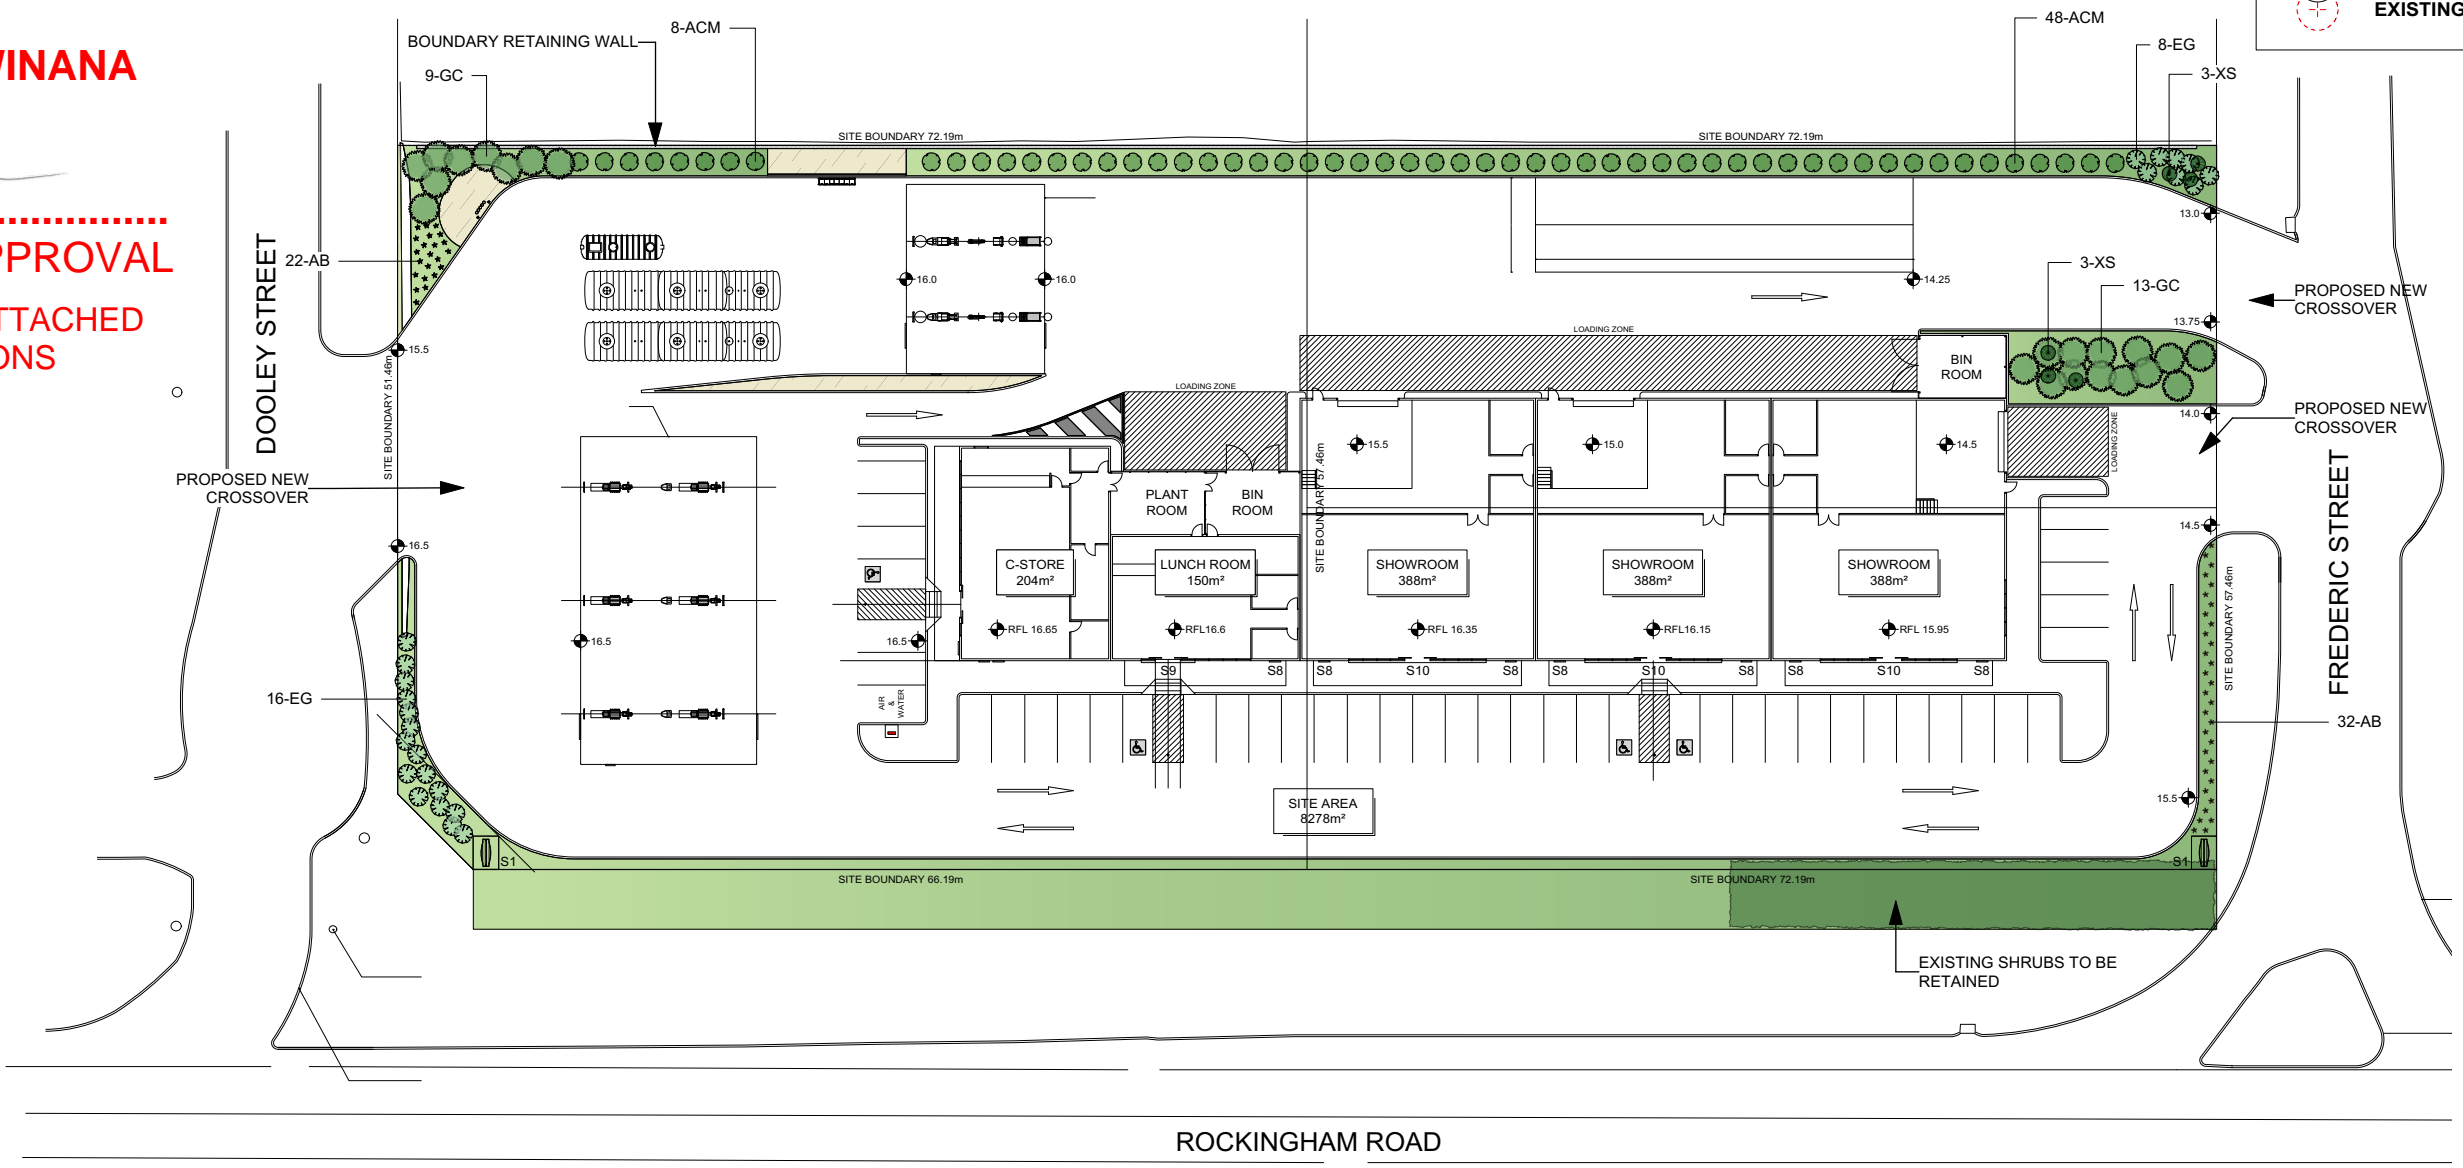 48-ACM
EXISTING
8-ACM
BOUNDARY RETAINING WALL
8-EG
WINANA
9-GC
3-XS
SITE BOUNDARY 72.19m
SITE BOUNDARY 72.19m
13.0
PPROVAL
22-AB
DOOLEY STREET
16.0
16.0
14.25
3-XS
13-GC
PROPOSED NEW
CROSSOVER
TTACHED
ONS
13.75
LOADING ZONE
15.5
SITE BOUNDARY 51.46m
BIN
ROOM
LOADING ZONE
14.0
PROPOSED NEW
CROSSOVER
LOADING ZONE
15.5
15.0
14.5
SITE BOUNDARY 57.46m
PROPOSED NEW
CROSSOVER
PLANT
ROOM
BIN
ROOM
FREDERIC STREET
14.5
16.5
C-STORE
204m²
LUNCH ROOM
150m²
SHOWROOM
388m²
SHOWROOM
388m²
SHOWROOM
388m²
SITE BOUNDARY 57.46m
16.5
16.5
RFL 16.65
RFL16.6
RFL 16.35
RFL16.15
RFL 15.95
S9
S8
S8
S10
S8
S8
S10
S8
S8
S10
S8
16-EG
AIR
&
WATER
32-AB
SITE AREA
8278m²
15.5
S1
S1
SITE BOUNDARY 66.19m
SITE BOUNDARY 72.19m
EXISTING SHRUBS TO BE
RETAINED
ROCKINGHAM ROAD